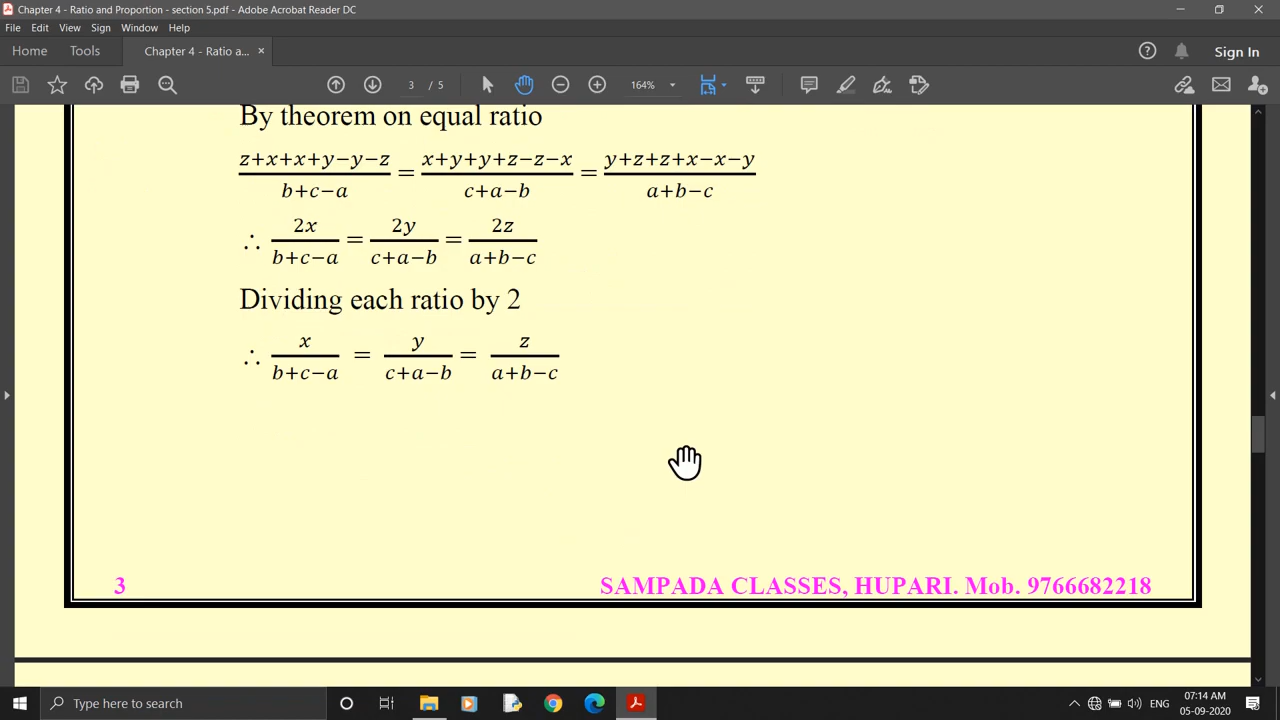 Chapter 4 - Ratio and Proportion - section 5.pdf - Adobe Acrobat Reader DC
File Edit View Sign Window Help
Home Tools Chapter 4 - Ratio a... × Sign In
3 / 5 164%
By theorem on equal ratio
z+x+x+y−y−z/b+c−a = x+y+y+z−z−x/c+a−b = y+z+z+x−x−y/a+b−c
∴ 2x/b+c−a = 2y/c+a−b = 2z/a+b−c
Dividing each ratio by 2
∴ x/b+c−a = y/c+a−b = z/a+b−c
3 SAMPADA CLASSES, HUPARI. Mob. 9766682218
Type here to search
07:14 AM
05-09-2020